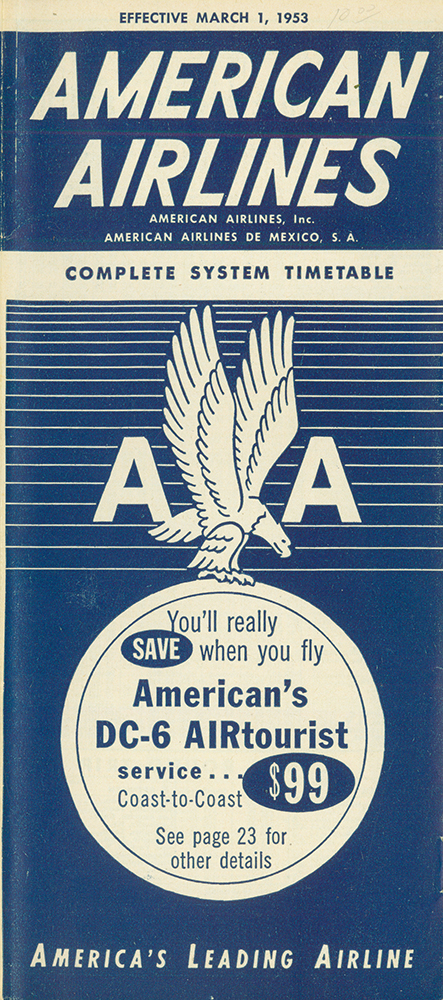 EFFECTIVE MARCH 1, 1953
AMERICAN
AIRLINES
AMERICAN AIRLINES, Inc.
AMERICAN AIRLINES DE MEXICO, S. A.
COMPLETE SYSTEM TIMETABLE
A A
You'll really
SAVE when you fly
American's
DC-6 AIRtourist
service... $99
Coast-to-Coast
See page 23 for
other details
AMERICA'S LEADING AIRLINE